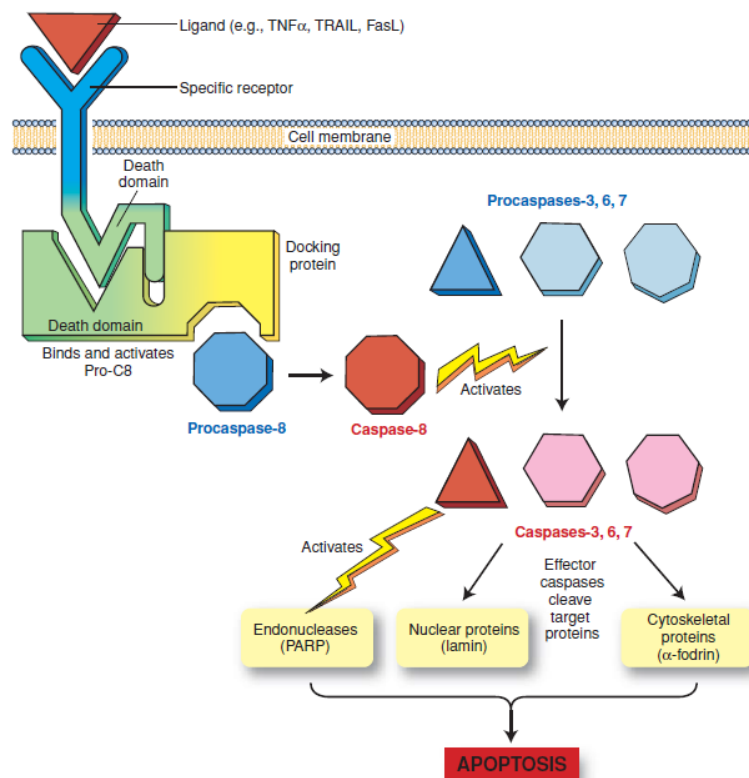 Ligand (e.g., TNFα, TRAIL, FasL)
Specific receptor
Cell membrane
Death
domain
Procaspases-3, 6, 7
Docking
protein
Death domain
Binds and activates
Pro-C8
Activates
Procaspase-8
Caspase-8
Caspases-3, 6, 7
Activates
Effector
caspases
cleave
target
proteins
Endonucleases
(PARP)
Nuclear proteins
(lamin)
Cytoskeletal
proteins
(α-fodrin)
APOPTOSIS